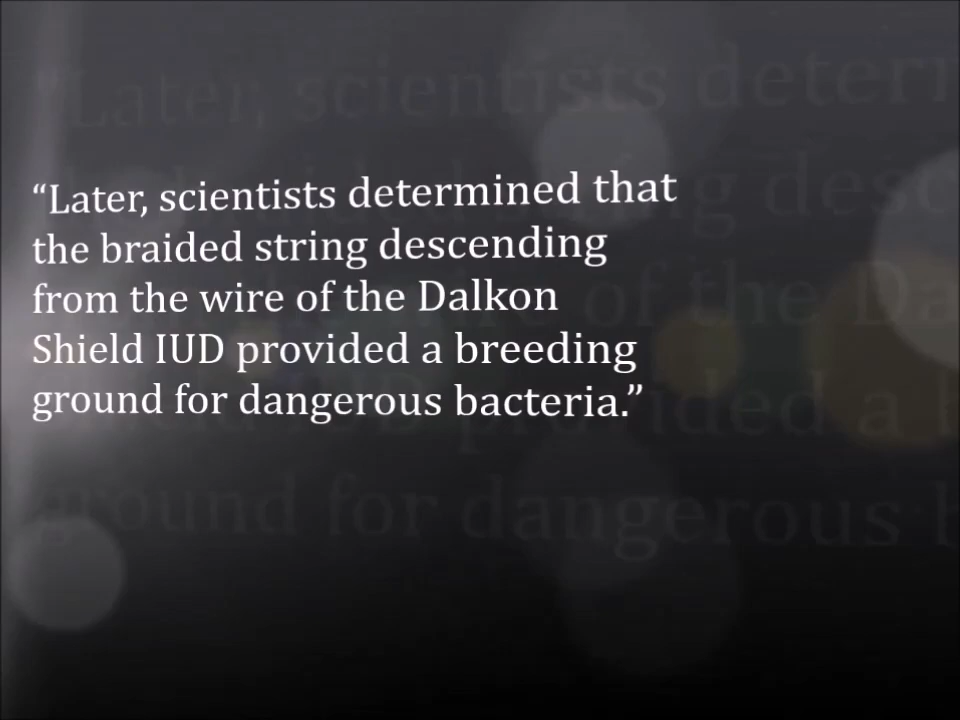 “Later, scientists determined that
the braided string descending
from the wire of the Dalkon
Shield IUD provided a breeding
ground for dangerous bacteria.”